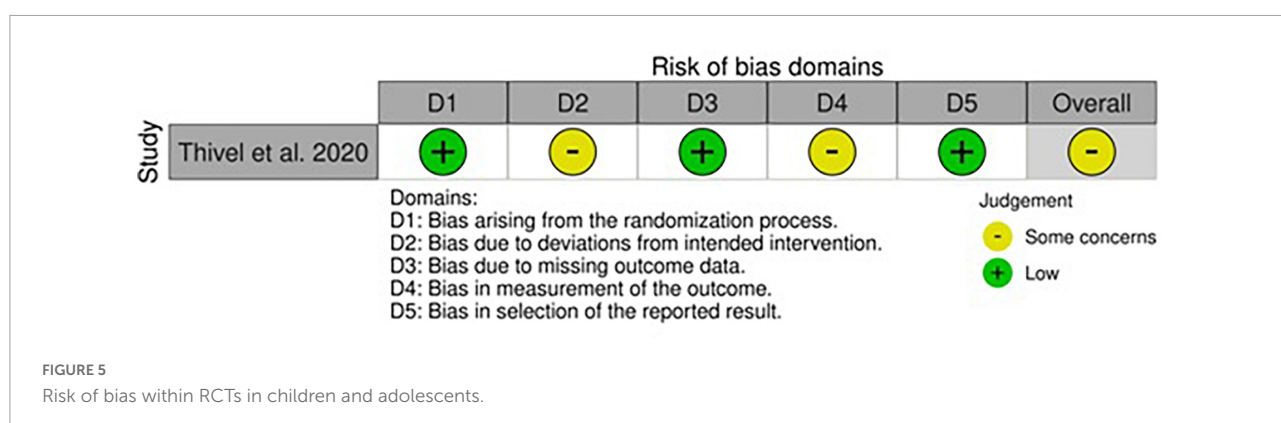 Risk of bias domains
D1 D2 D3 D4 D5 Overall
Study
Thivel et al. 2020 + - + - + -
Domains:
D1: Bias arising from the randomization process.
D2: Bias due to deviations from intended intervention.
D3: Bias due to missing outcome data.
D4: Bias in measurement of the outcome.
D5: Bias in selection of the reported result.
Judgement
- Some concerns
+ Low
FIGURE 5
Risk of bias within RCTs in children and adolescents.